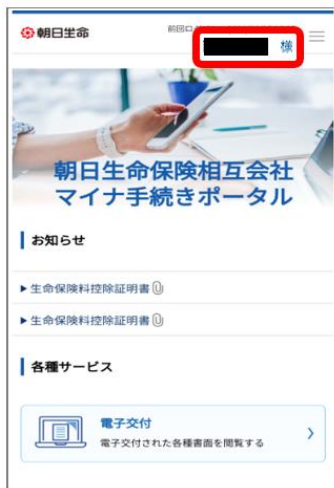 朝日生命
前回ロ
様
朝日生命保険相互会社
マイナ手続きポータル
お知らせ
▶生命保険料控除証明書
▶生命保険料控除証明書
各種サービス
電子交付
電子交付された各種書面を閲覧する